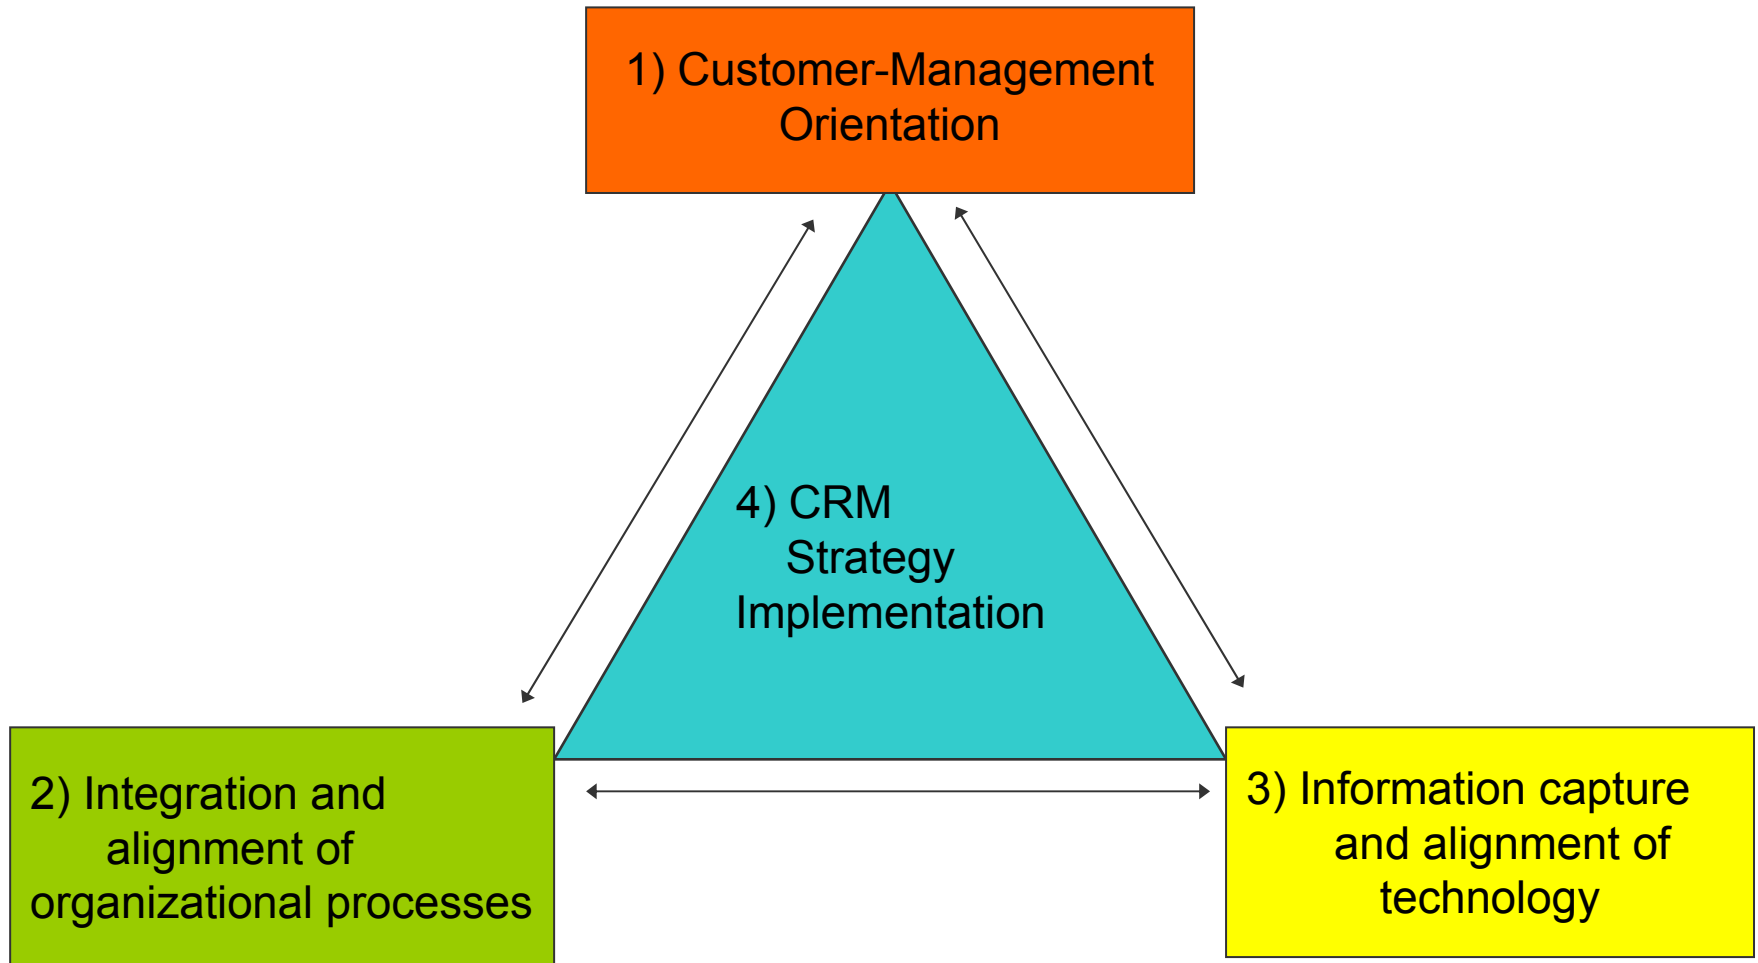 1) Customer-Management
Orientation
4) CRM
Strategy
Implementation
2) Integration and
alignment of
organizational processes
3) Information capture
and alignment of
technology